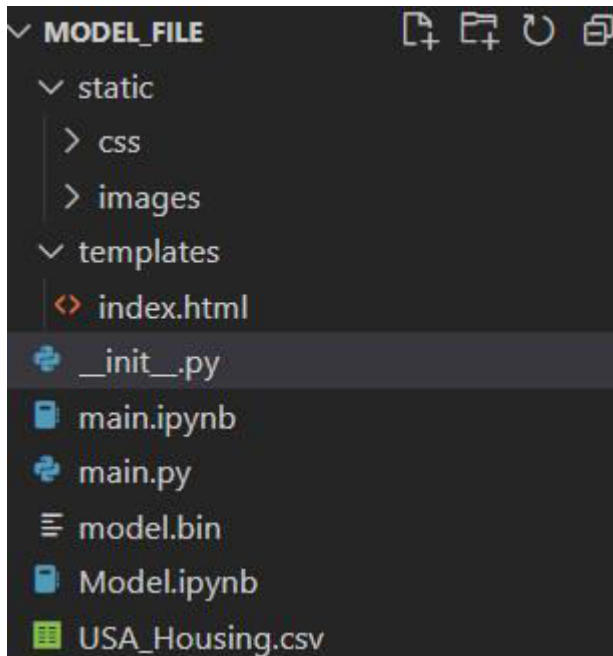 MODEL_FILE
static
css
images
templates
index.html
__init__.py
main.ipynb
main.py
model.bin
Model.ipynb
USA_Housing.csv